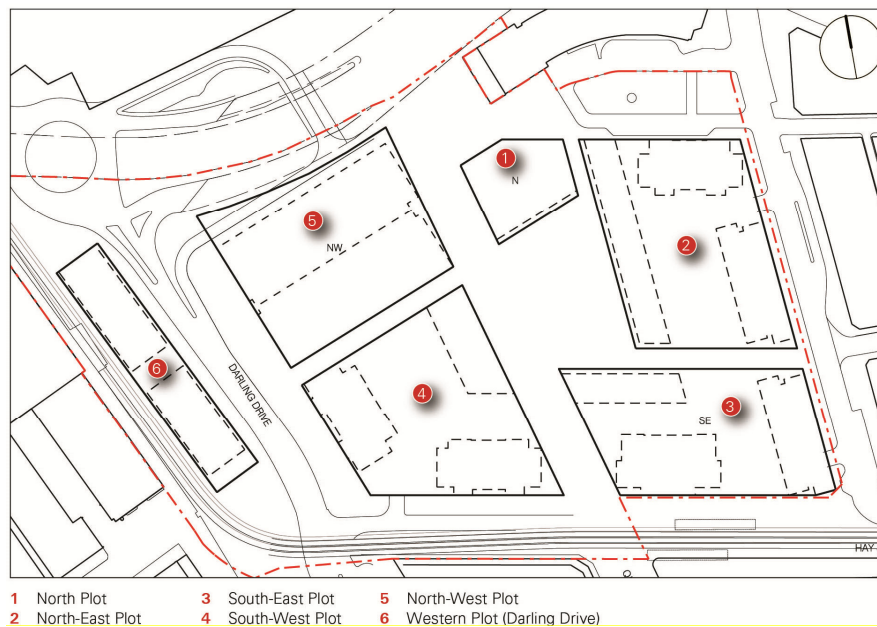 1
N
5
NW
2
6
DARLING DRIVE
4
3
SE
HAY
1 North Plot 3 South-East Plot 5 North-West Plot
2 North-East Plot 4 South-West Plot 6 Western Plot (Darling Drive)